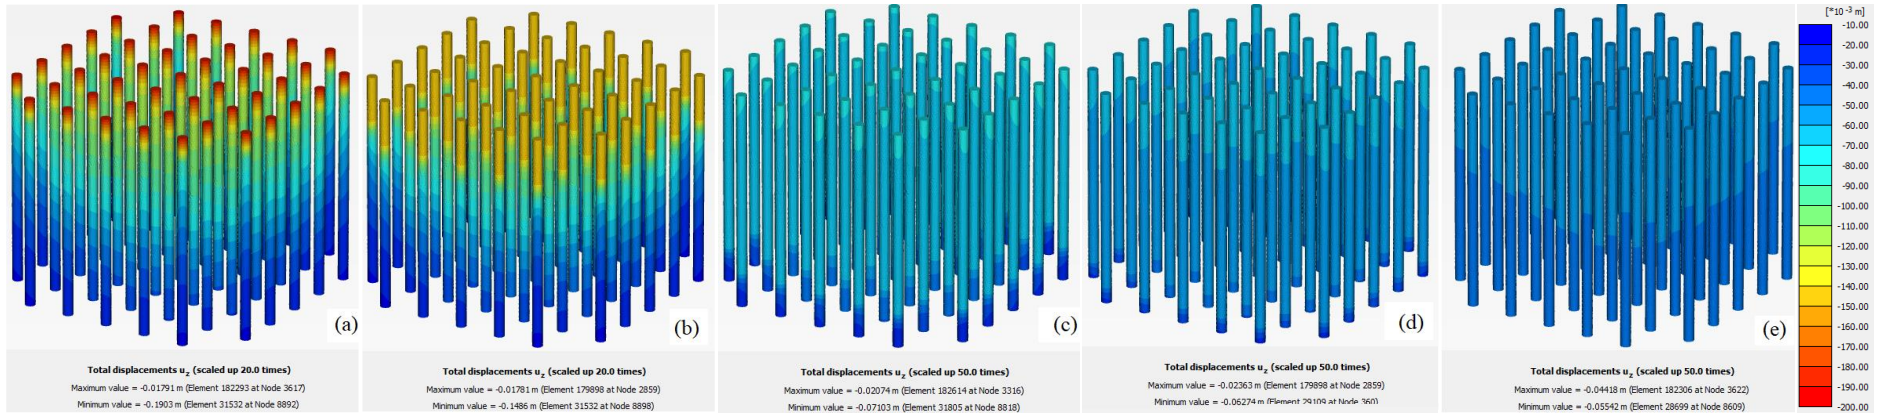 (a)
Total displacements uz (scaled up 20.0 times)
Maximum value = -0.01791 m (Element 182293 at Node 3617)
Minimum value = -0.1903 m (Element 31532 at Node 8892)
(b)
Total displacements uz (scaled up 20.0 times)
Maximum value = -0.01781 m (Element 179898 at Node 2859)
Minimum value = -0.1486 m (Element 31532 at Node 8898)
(c)
Total displacements uz (scaled up 50.0 times)
Maximum value = -0.02074 m (Element 182614 at Node 3316)
Minimum value = -0.07103 m (Element 31805 at Node 8818)
(d)
Total displacements uz (scaled up 50.0 times)
Maximum value = -0.02363 m (Element 179898 at Node 2859)
Minimum value = -0.06274 m (Element 29109 at Node 360)
(e)
Total displacements uz (scaled up 50.0 times)
Maximum value = -0.04418 m (Element 182306 at Node 3622)
Minimum value = -0.05542 m (Element 28699 at Node 8609)
[*10-3 m]
-10.00
-20.00
-30.00
-40.00
-50.00
-60.00
-70.00
-80.00
-90.00
-100.00
-110.00
-120.00
-130.00
-140.00
-150.00
-160.00
-170.00
-180.00
-190.00
-200.00